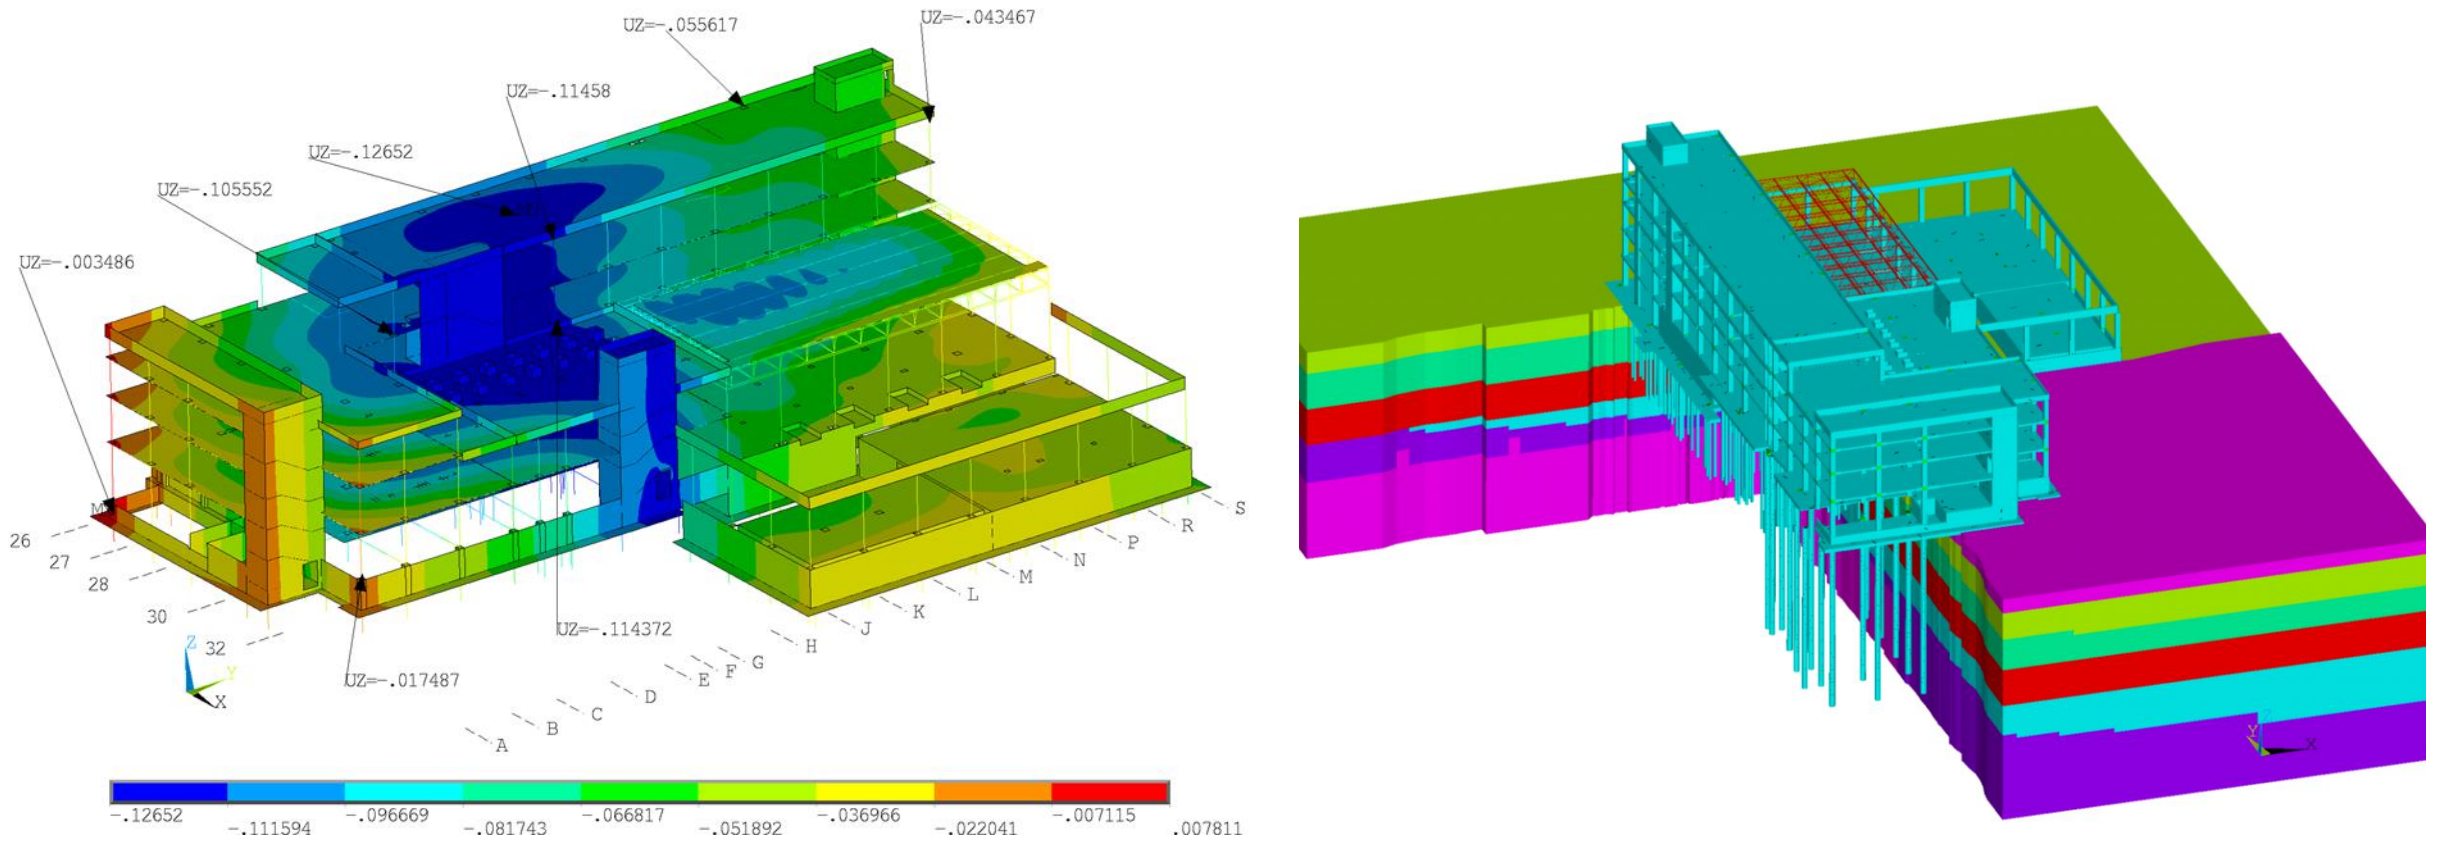 UZ=-.055617
UZ=-.043467
UZ=-.11458
UZ=-.12652
UZ=-.105552
UZ=-.003486
M
26
27
28
30
32
UZ=-.114372
UZ=-.017487
A
B
C
D
E
F
G
H
J
K
L
M
N
P
R
S
Z
Y
X
-.12652
-.111594
-.096669
-.081743
-.066817
-.051892
-.036966
-.022041
-.007115
.007811
Y
X